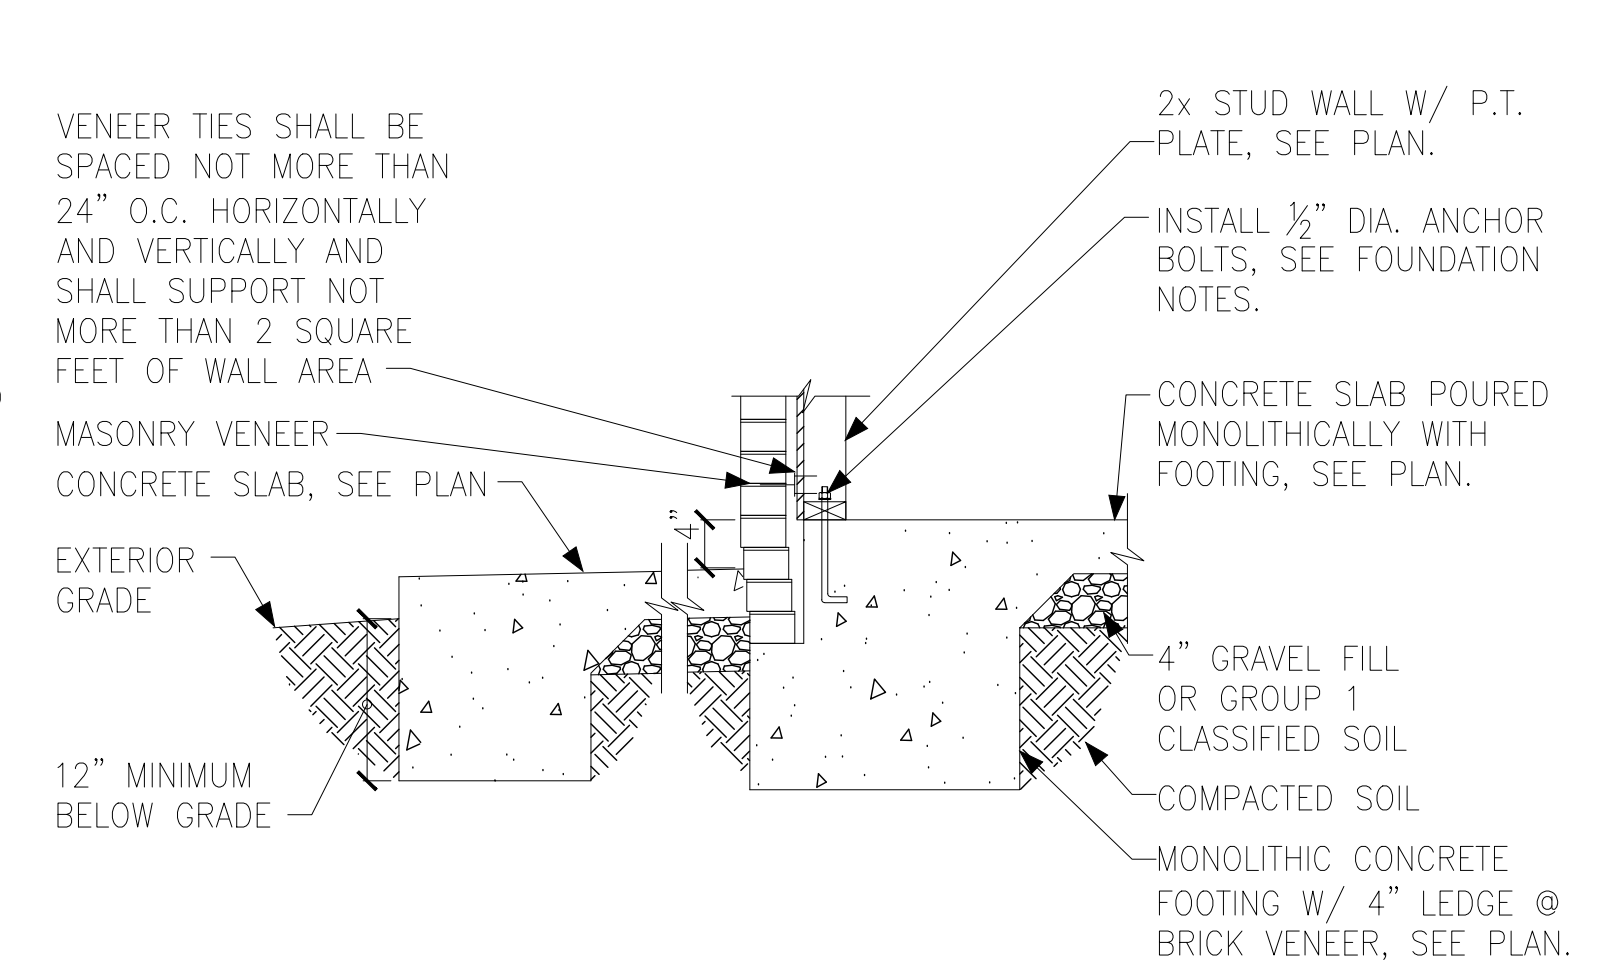 VENEER TIES SHALL BE
SPACED NOT MORE THAN
24" O.C. HORIZONTALLY
AND VERTICALLY AND
SHALL SUPPORT NOT
MORE THAN 2 SQUARE
FEET OF WALL AREA
MASONRY VENEER
CONCRETE SLAB, SEE PLAN
EXTERIOR
GRADE
12" MINIMUM
BELOW GRADE
4"
2x STUD WALL W/ P.T.
PLATE, SEE PLAN.
INSTALL ½" DIA. ANCHOR
BOLTS, SEE FOUNDATION
NOTES.
CONCRETE SLAB POURED
MONOLITHICALLY WITH
FOOTING, SEE PLAN.
4" GRAVEL FILL
OR GROUP 1
CLASSIFIED SOIL
COMPACTED SOIL
MONOLITHIC CONCRETE
FOOTING W/ 4" LEDGE @
BRICK VENEER, SEE PLAN.